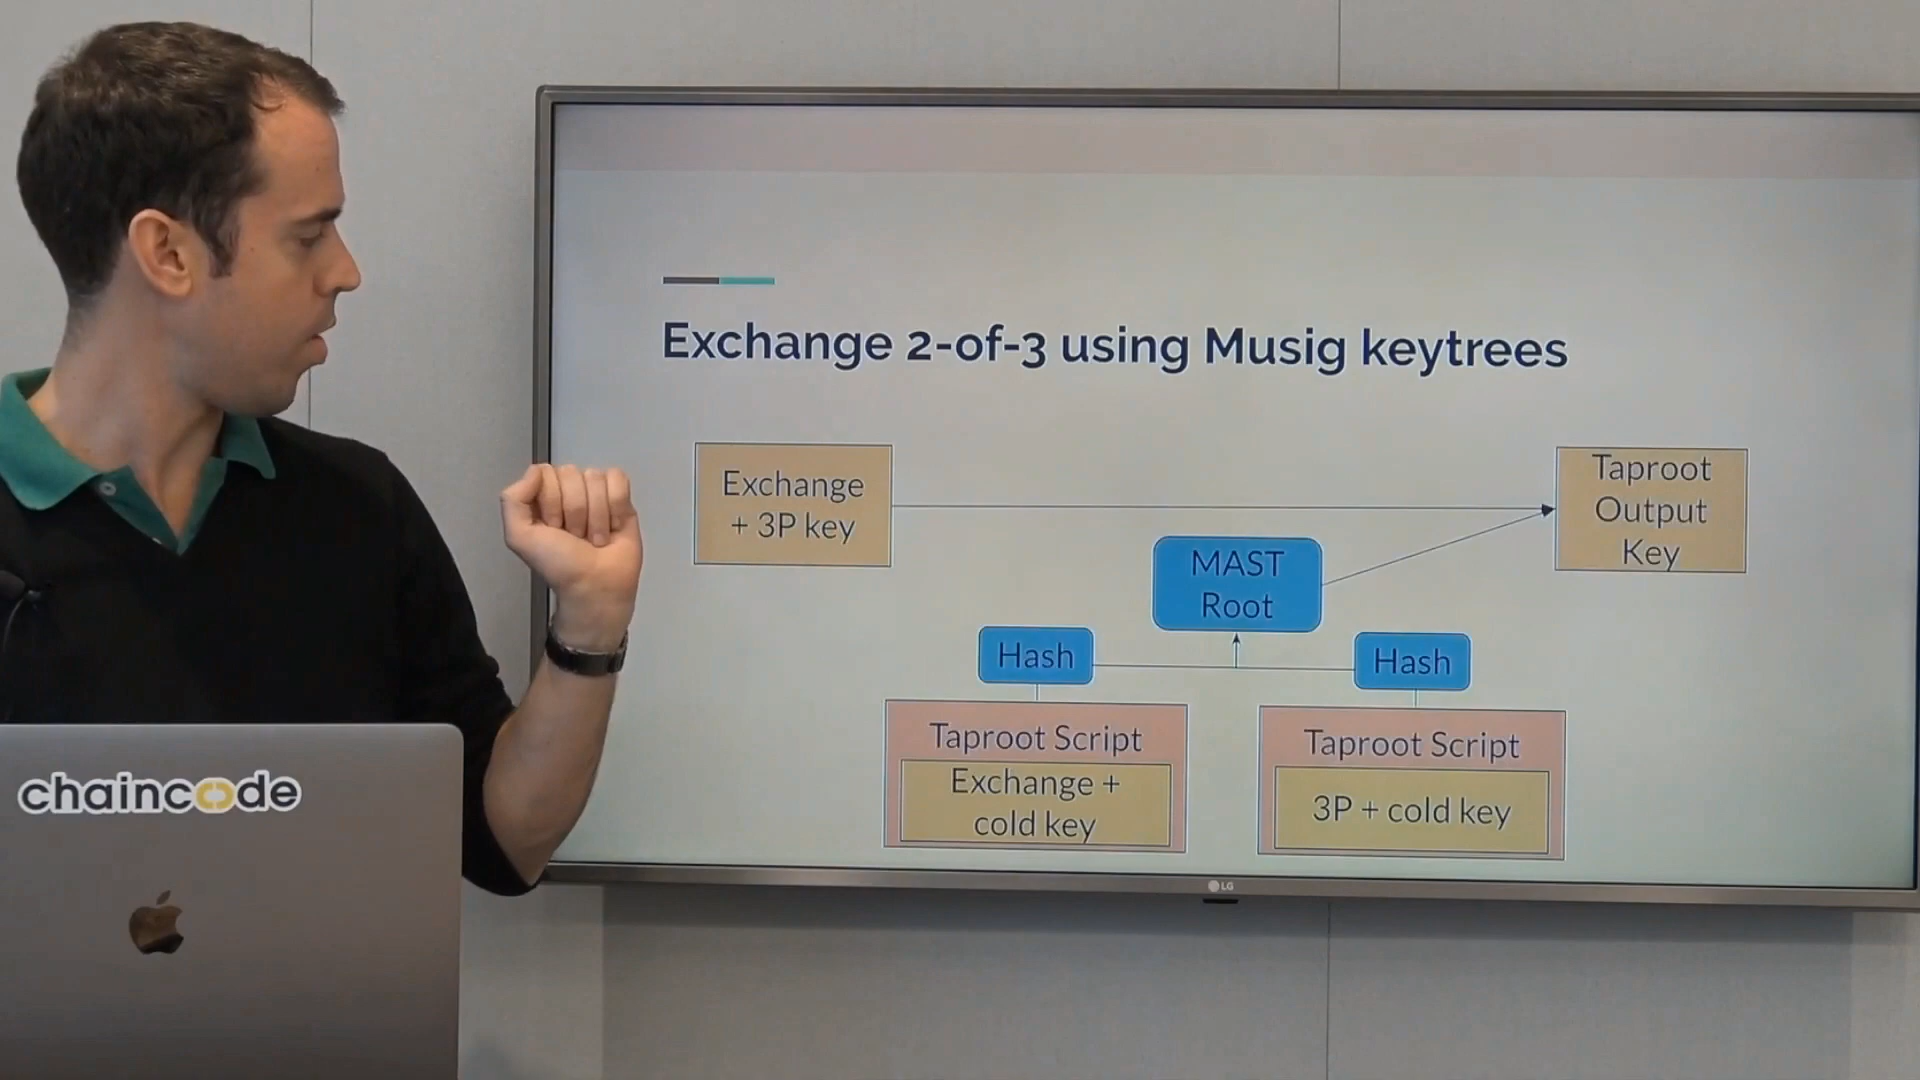 Exchange 2-of-3 using Musig keytrees
Exchange
+ 3P key
Taproot
Output
Key
MAST
Root
Hash
Hash
Taproot Script
Exchange +
cold key
Taproot Script
3P + cold key
chaincode
LG